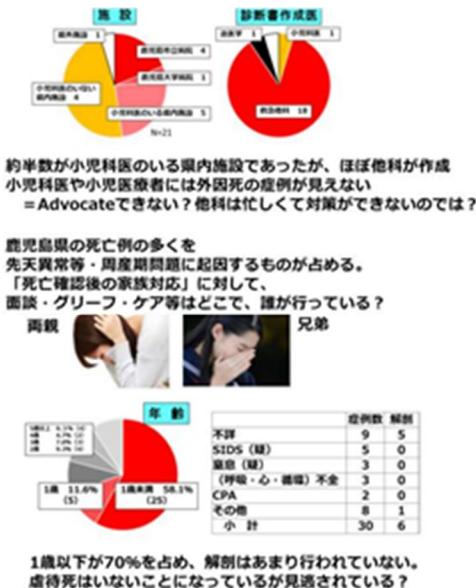 施 設
診断書作成医
県外施設 1
鹿児島市立病院 4
鹿児島大学病院 1
小児科医のいる県内施設 5
小児科医のいない
県内施設 4
N=21
法医学 1
小児科医 1
救急他科 18
約半数が小児科医のいる県内施設であったが、ほぼ他科が作成
小児科医や小児医療者には外因死の症例が見えない
=Advocateできない?他科は忙しくて対策ができないのでは?
鹿児島県の死亡例の多くを
先天異常等・周産期問題に起因するものが占める。
「死亡確認後の家族対応」に対して、
面談・グリーフ・ケア等はどこで、誰が行っている?
両親
兄弟
年 齢
1歳 11.6%
(5)
1歳未満 58.1%
(25)
症例数 解剖
不詳 9 5
SIDS(疑) 5 0
窒息(疑) 3 0
(呼吸・心・循環)不全 3 0
CPA 2 0
その他 8 1
小 計 30 6
1歳以下が70%を占め、解剖はあまり行われていない。
虐待死はいないことになっているが見逃されている?